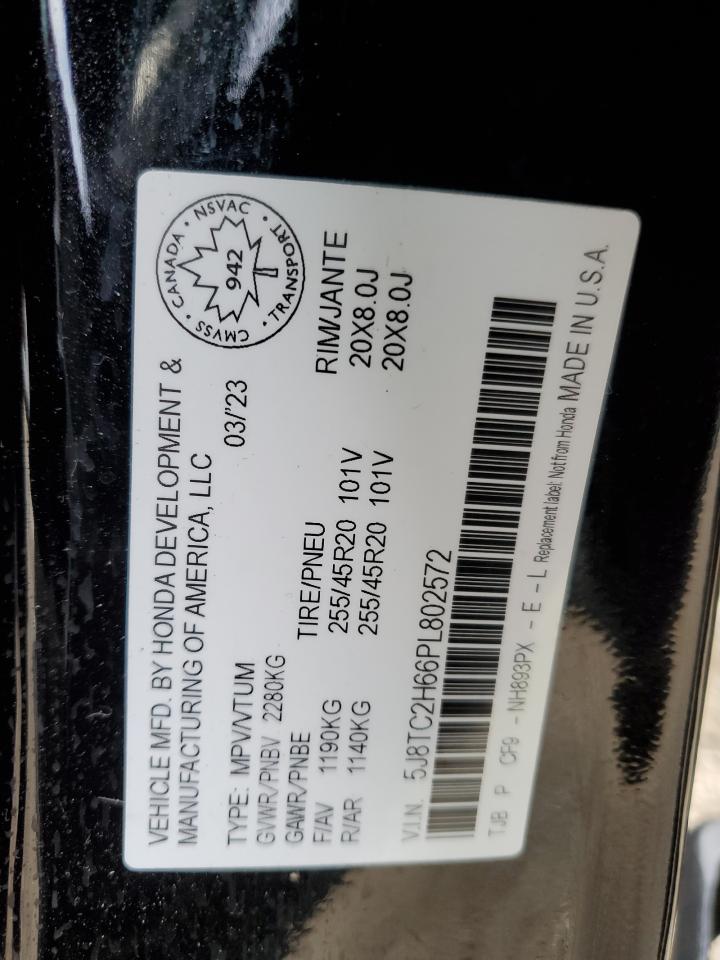 VEHICLE MFD. BY HONDA DEVELOPMENT &
MANUFACTURING OF AMERICA, LLC
03/'23
CMVSS • CANADA • NSVAC • TRANSPORT •
942
TYPE: MPV/VTUM
GVWR/PNBV 2280KG
GAWR/PNBE TIRE/PNEU RIM/JANTE
F/AV 1190KG 255/45R20 101V 20X8.0J
R/AR 1140KG 255/45R20 101V 20X8.0J
V.I.N. 5J8TC2H66PL802572
TJB P CF9 - NH893PX - E - L Replacement label: Not from Honda MADE IN U.S.A.